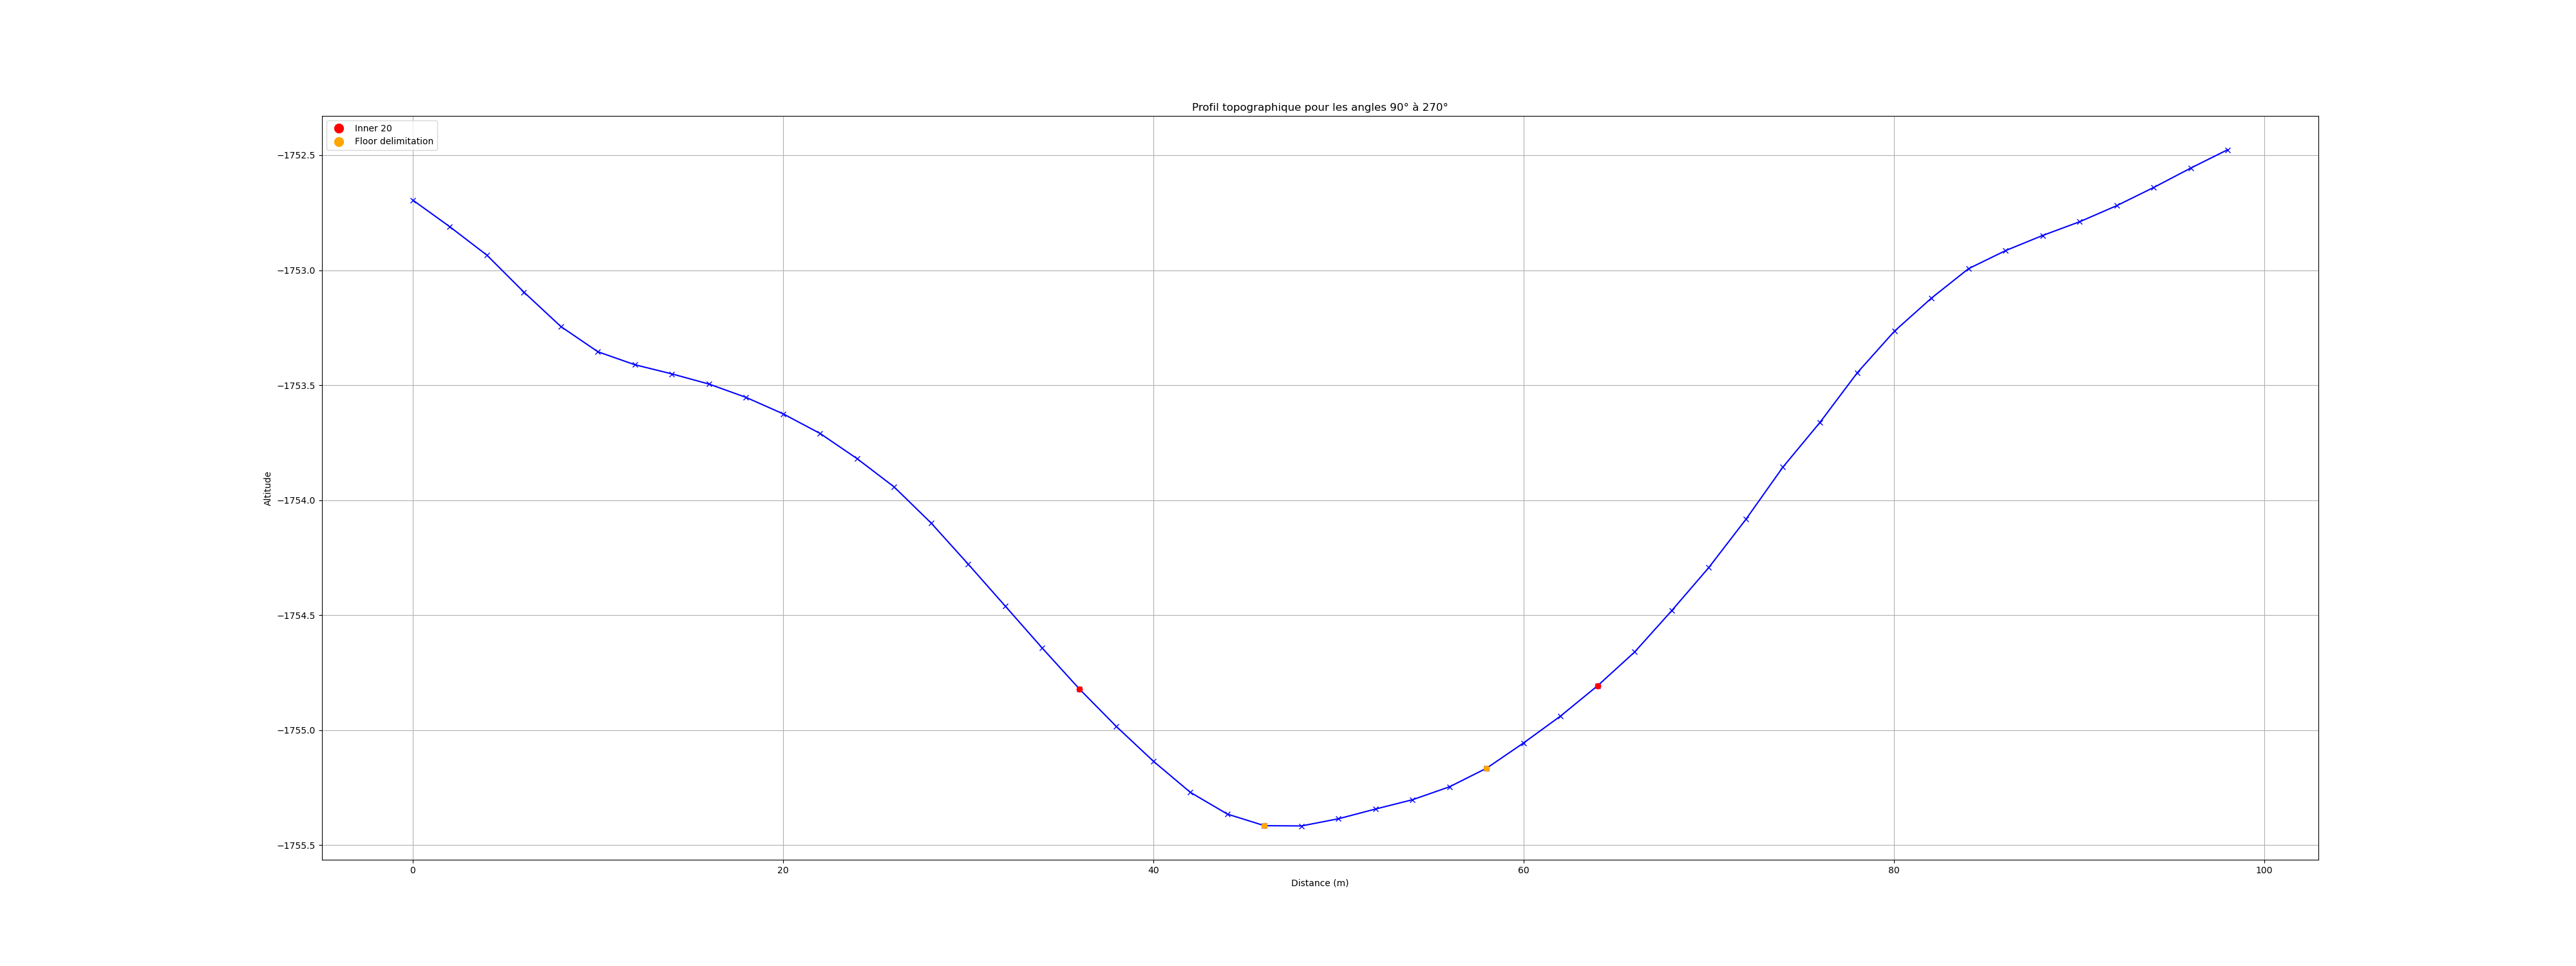 Profil topographique pour les angles 90° à 270°
Inner 20
Floor delimitation
−1752.5
−1753.0
−1753.5
−1754.0
−1754.5
−1755.0
−1755.5
Altitude
0 20 40 60 80 100
Distance (m)